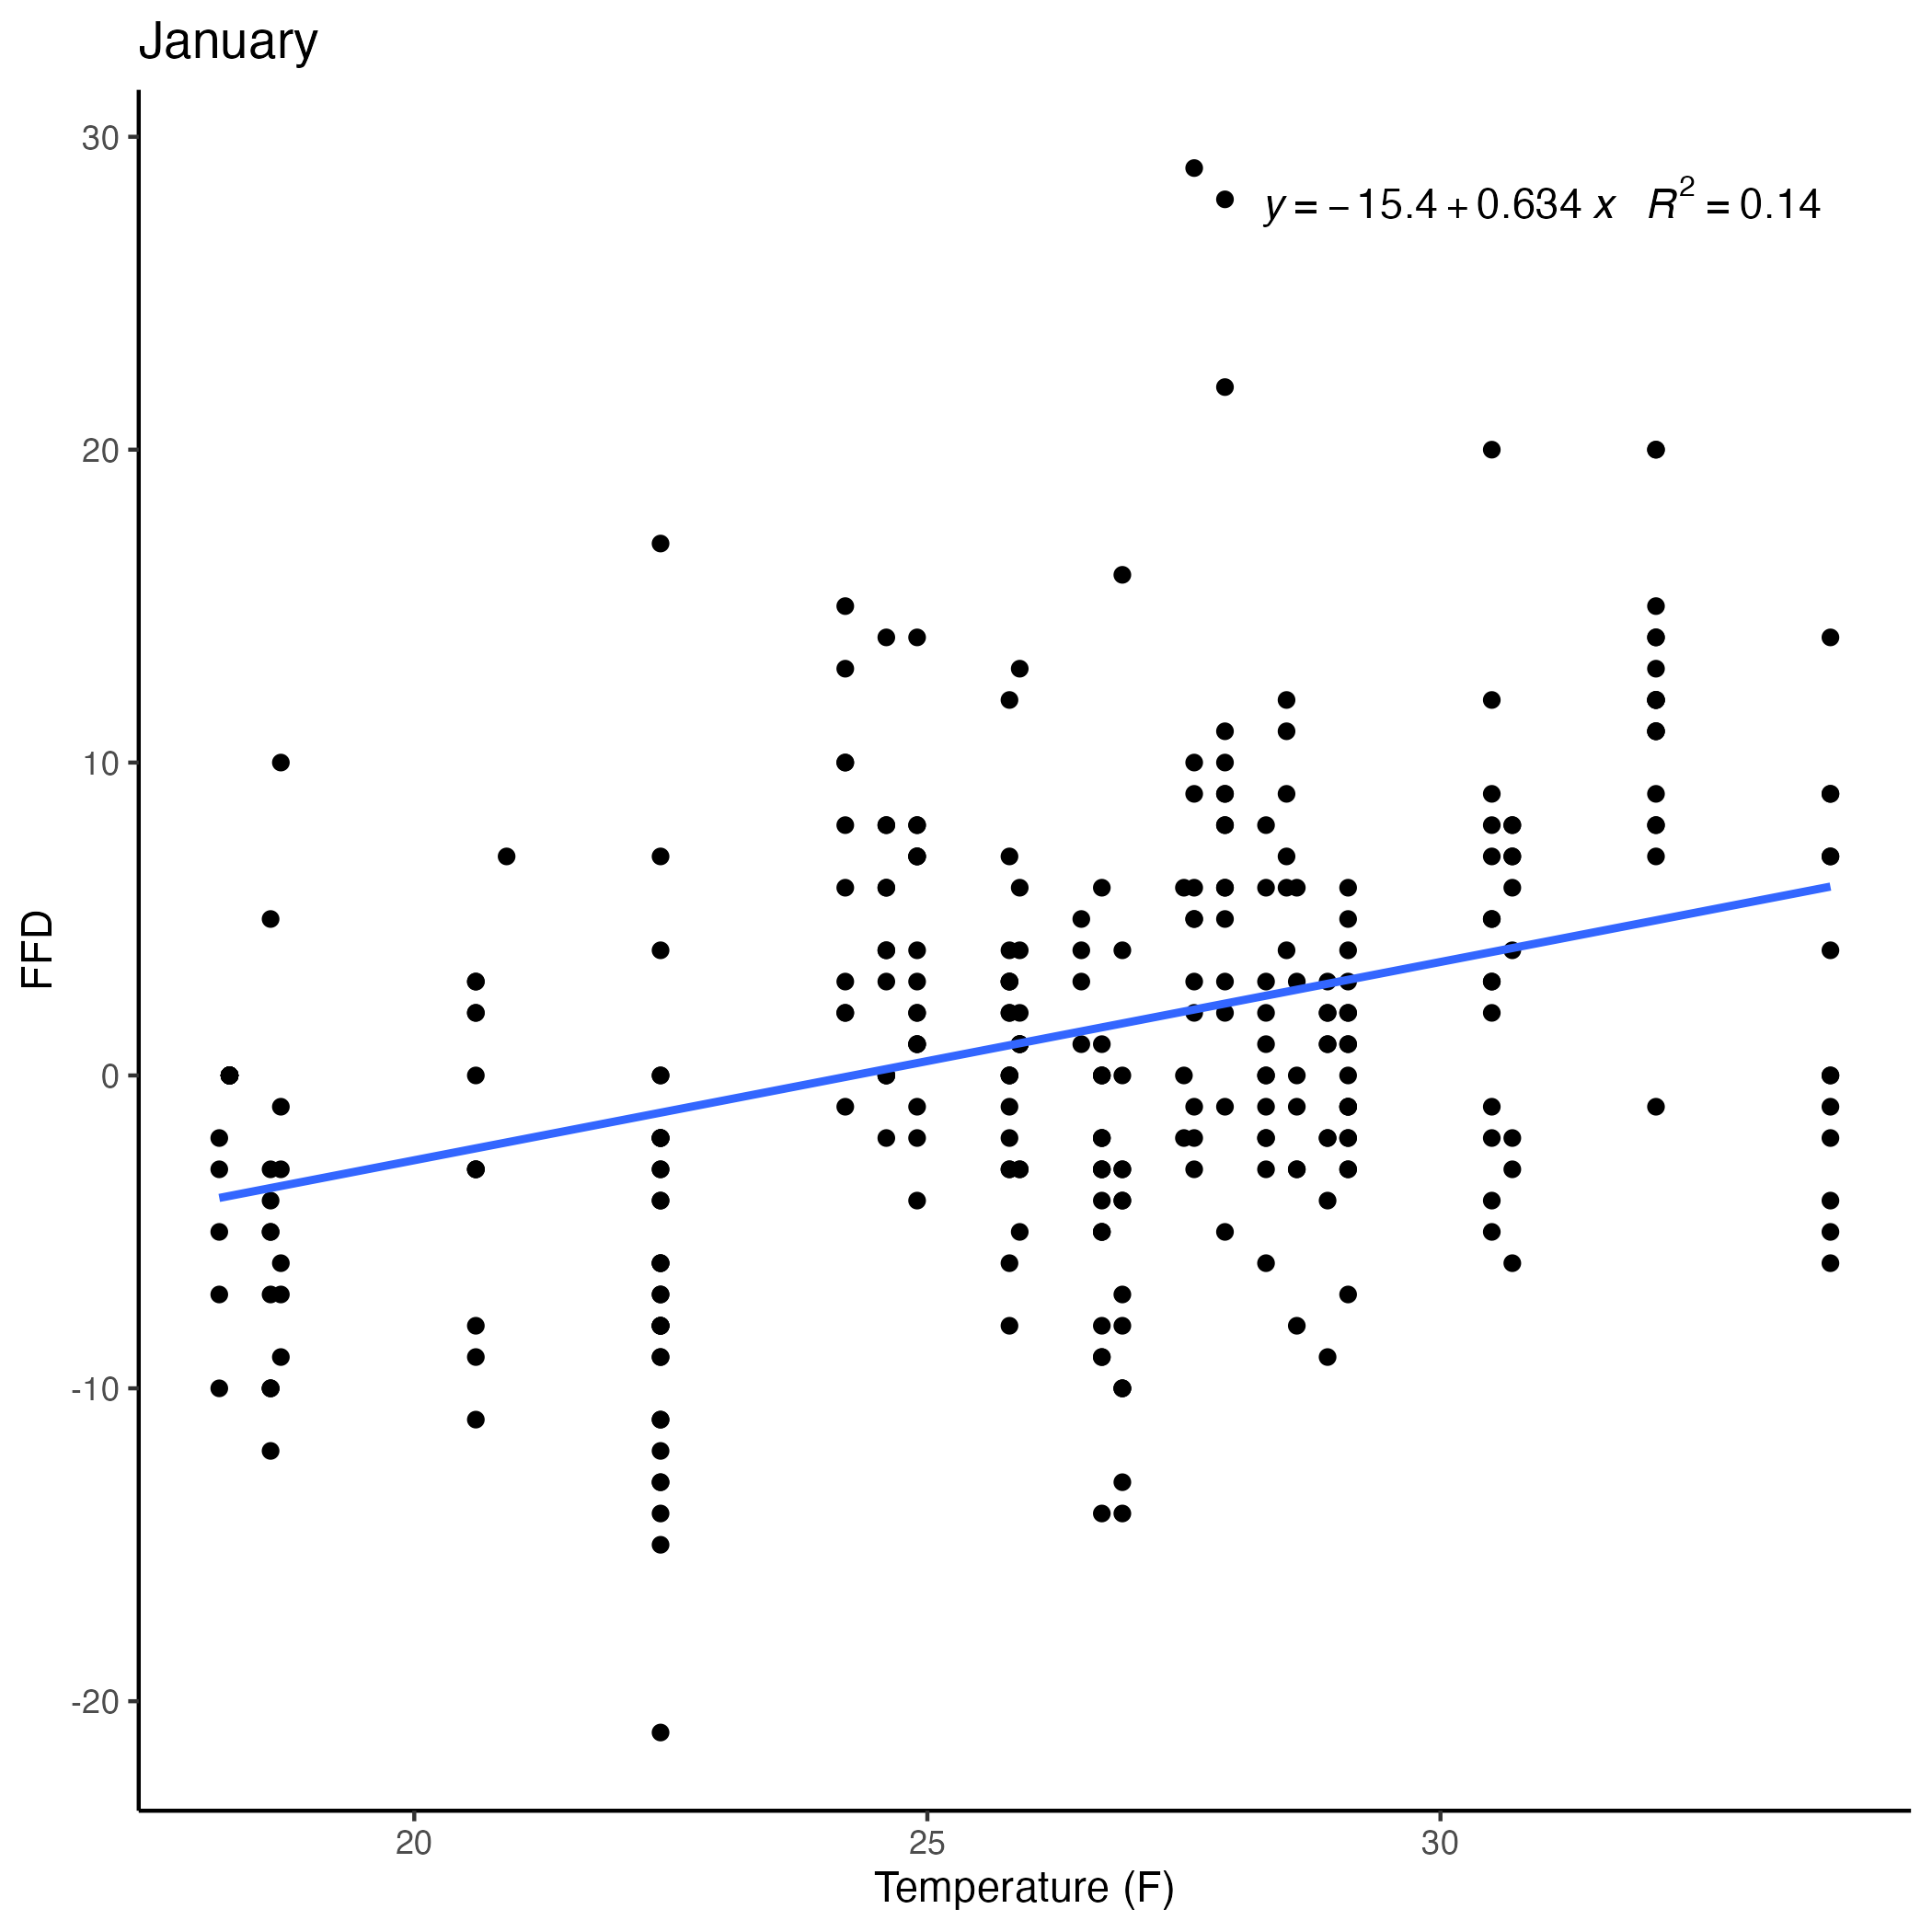 January
30
y = − 15.4 + 0.634 x   R² = 0.14
20
10
FFD
0
-10
-20
20 25 30
Temperature (F)